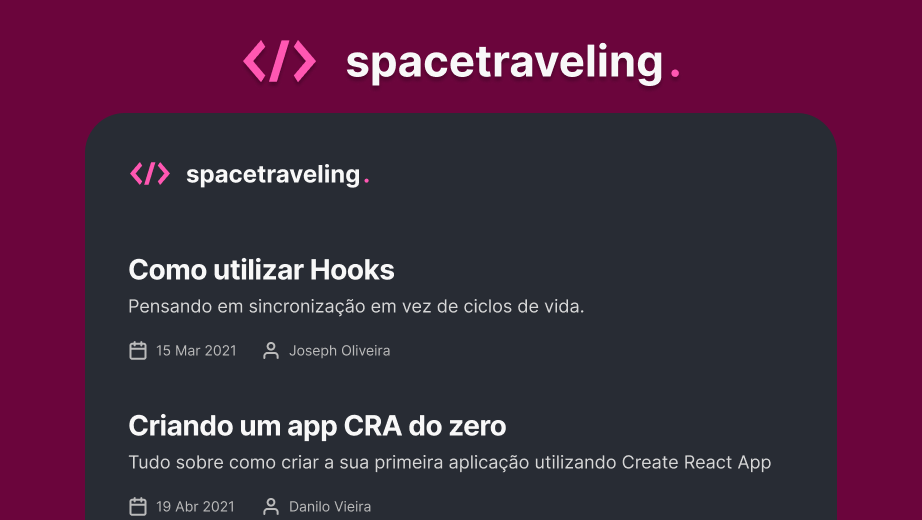 </> spacetraveling.
</> spacetraveling.
Como utilizar Hooks
Pensando em sincronização em vez de ciclos de vida.
15 Mar 2021 Joseph Oliveira
Criando um app CRA do zero
Tudo sobre como criar a sua primeira aplicação utilizando Create React App
19 Abr 2021 Danilo Vieira